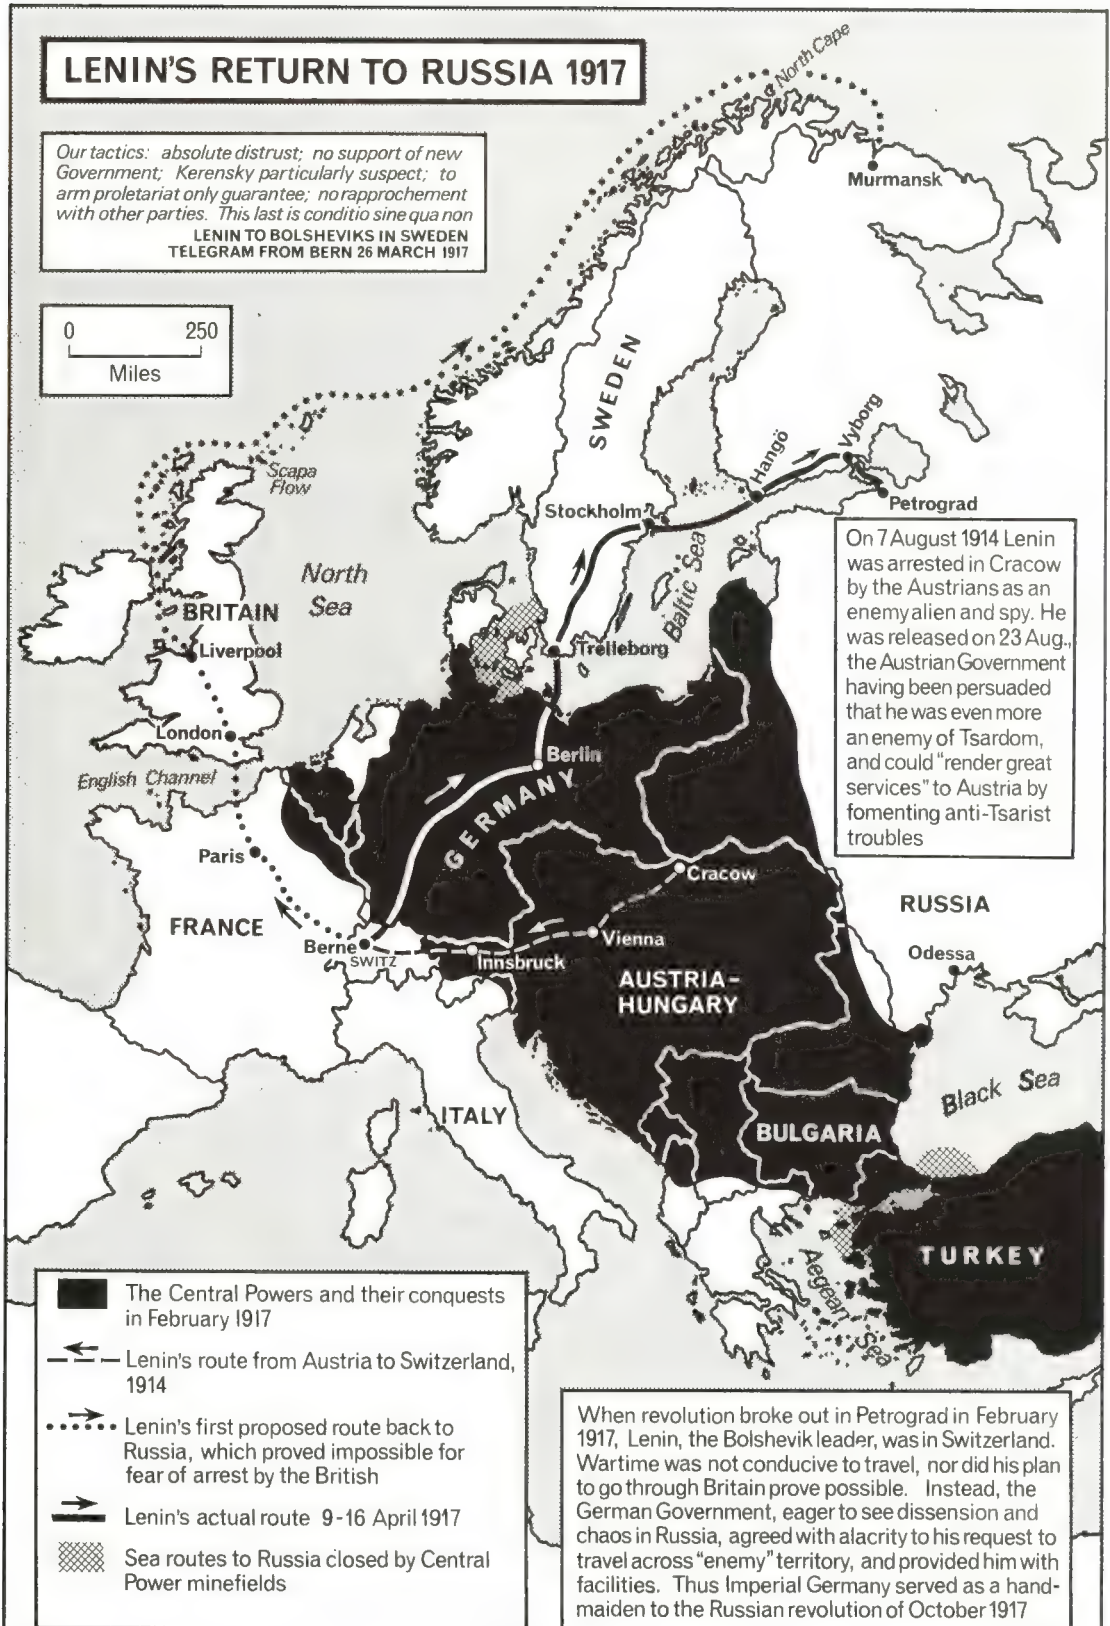 LENIN'S RETURN TO RUSSIA 1917
Our tactics: absolute distrust; no support of new
Government; Kerensky particularly suspect; to
arm proletariat only guarantee; no rapprochement
with other parties. This last is conditio sine qua non
LENIN TO BOLSHEVIKS IN SWEDEN
TELEGRAM FROM BERN 26 MARCH 1917
0 250
Miles
North Cape
Murmansk
SWEDEN
Scapa
Flow
Hangö
Vyborg
Petrograd
Stockholm
Baltic Sea
North
Sea
BRITAIN
Liverpool
Trelleborg
London
English Channel
Berlin
GERMANY
Paris
Cracow
FRANCE
Berne
SWITZ
Innsbruck
Vienna
AUSTRIA-
HUNGARY
On 7 August 1914 Lenin
was arrested in Cracow
by the Austrians as an
enemy alien and spy. He
was released on 23 Aug.,
the Austrian Government
having been persuaded
that he was even more
an enemy of Tsardom,
and could "render great
services" to Austria by
fomenting anti-Tsarist
troubles
RUSSIA
Odessa
Black Sea
ITALY
BULGARIA
TURKEY
Aegean Sea
The Central Powers and their conquests
in February 1917
Lenin's route from Austria to Switzerland,
1914
Lenin's first proposed route back to
Russia, which proved impossible for
fear of arrest by the British
Lenin's actual route 9-16 April 1917
Sea routes to Russia closed by Central
Power minefields
When revolution broke out in Petrograd in February
1917, Lenin, the Bolshevik leader, was in Switzerland.
Wartime was not conducive to travel, nor did his plan
to go through Britain prove possible. Instead, the
German Government, eager to see dissension and
chaos in Russia, agreed with alacrity to his request to
travel across "enemy" territory, and provided him with
facilities. Thus Imperial Germany served as a hand-
maiden to the Russian revolution of October 1917